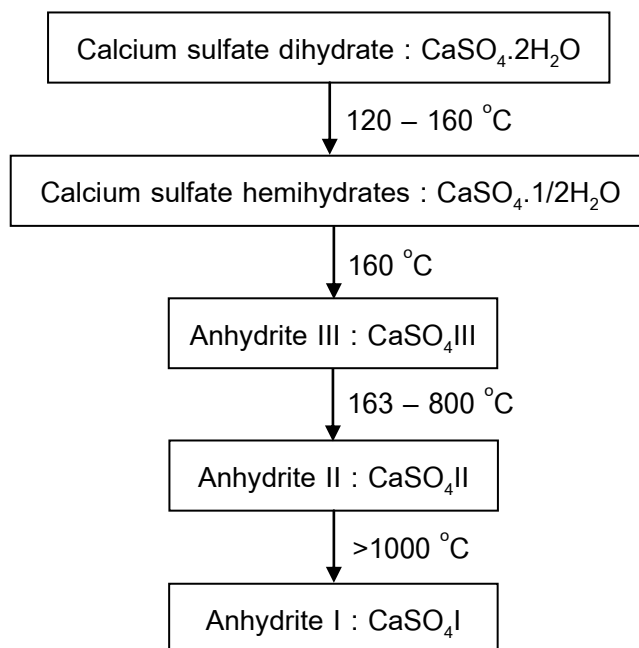 Calcium sulfate dihydrate : CaSO₄.2H₂O
120 – 160 °C
Calcium sulfate hemihydrates : CaSO₄.1/2H₂O
160 °C
Anhydrite III : CaSO₄III
163 – 800 °C
Anhydrite II : CaSO₄II
>1000 °C
Anhydrite I : CaSO₄I